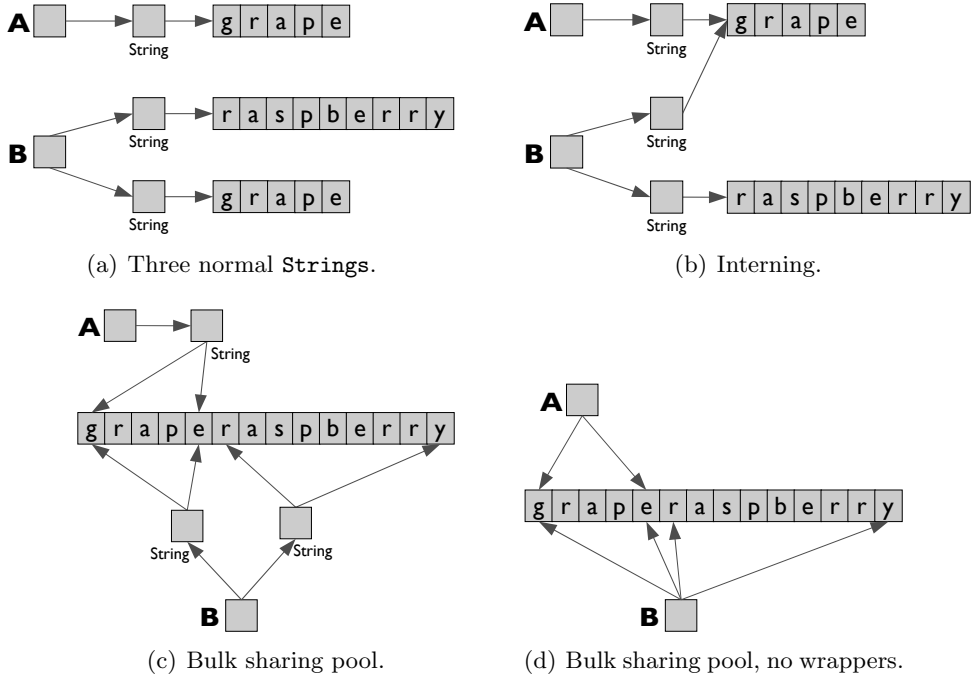 A
String
g r a p e
B
String
r a s p b e r r y
String
g r a p e
(a) Three normal Strings.
A
String
g r a p e
B
String
String
r a s p b e r r y
(b) Interning.
A
String
g r a p e r a s p b e r r y
String
String
B
(c) Bulk sharing pool.
A
g r a p e r a s p b e r r y
B
(d) Bulk sharing pool, no wrappers.